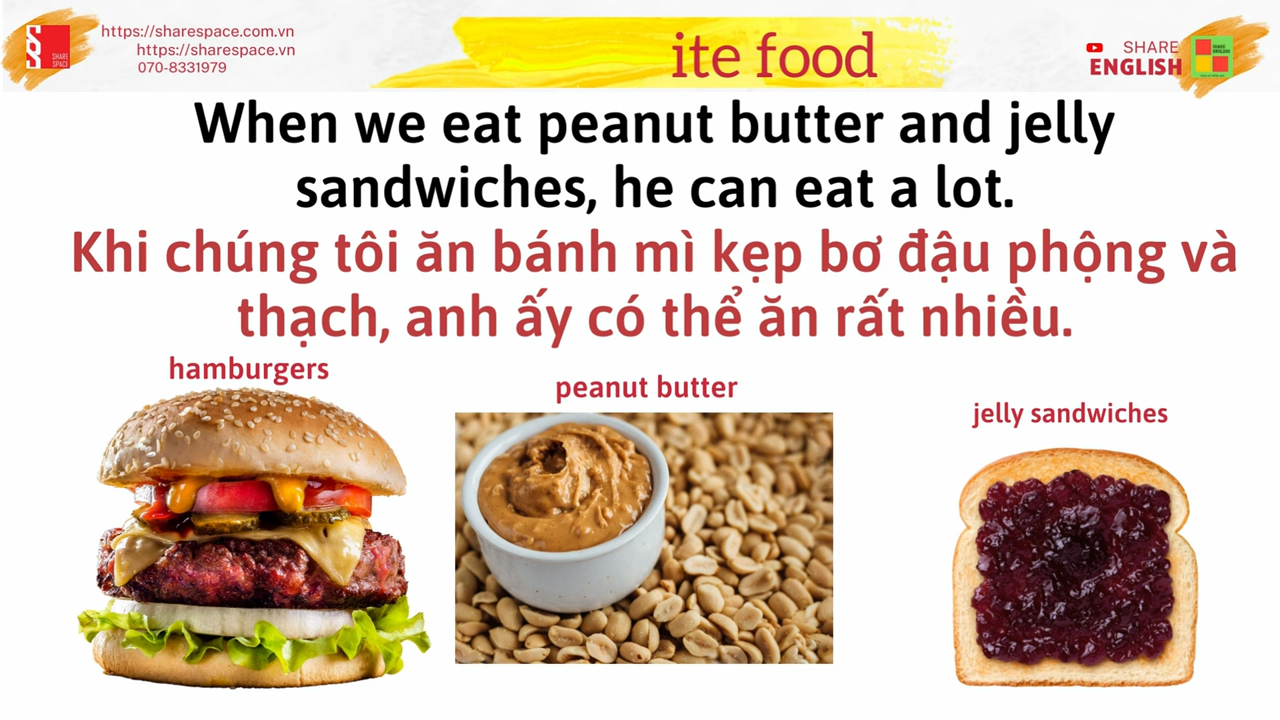 https://sharespace.com.vn
https://sharespace.vn
070-8331979
SHARE
SPACE
ite food
SHARE
ENGLISH
When we eat peanut butter and jelly
sandwiches, he can eat a lot.
Khi chúng tôi ăn bánh mì kẹp bơ đậu phộng và
thạch, anh ấy có thể ăn rất nhiều.
hamburgers
peanut butter
jelly sandwiches